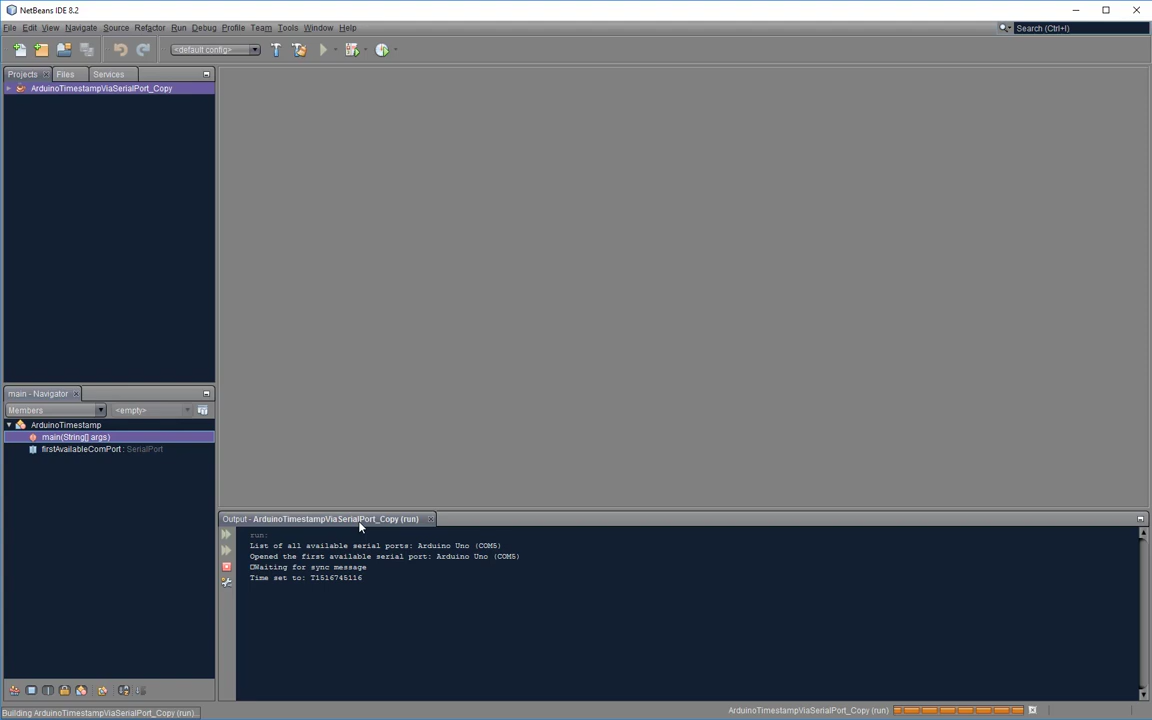 NetBeans IDE 8.2
File Edit View Navigate Source Refactor Run Debug Profile Team Tools Window Help
Search (Ctrl+I)
<default config>
Projects Files Services
ArduinoTimestampViaSerialPort_Copy
main - Navigator
Members <empty>
ArduinoTimestamp
main(String[] args)
firstAvailableComPort : SerialPort
Output - ArduinoTimestampViaSerialPort_Copy (run)
run:
List of all available serial ports: Arduino Uno (COM5)
Opened the first available serial port: Arduino Uno (COM5)
□Waiting for sync message
Time set to: T1516745116
Building ArduinoTimestampViaSerialPort_Copy (run)...
ArduinoTimestampViaSerialPort_Copy (run)